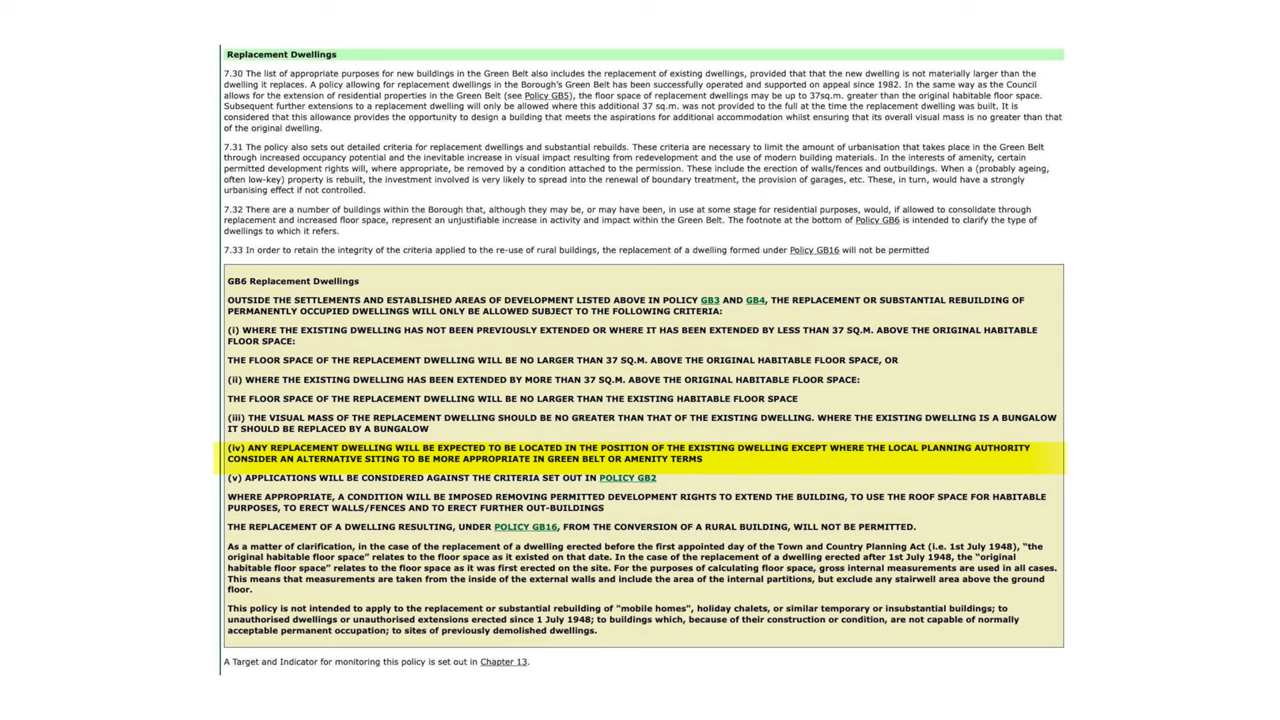 Replacement Dwellings
7.30 The list of appropriate purposes for new buildings in the Green Belt also includes the replacement of existing dwellings, provided that that the new dwelling is not materially larger than the
dwelling it replaces. A policy allowing for replacement dwellings in the Borough's Green Belt has been successfully operated and supported on appeal since 1982. In the same way as the Council
allows for the extension of residential properties in the Green Belt (see Policy GB5), the floor space of replacement dwellings may be up to 37sq.m. greater than the original habitable floor space.
Subsequent further extensions to a replacement dwelling will only be allowed where this additional 37 sq.m. was not provided to the full at the time the replacement dwelling was built. It is
considered that this allowance provides the opportunity to design a building that meets the aspirations for additional accommodation whilst ensuring that its overall visual mass is no greater than that
of the original dwelling.
7.31 The policy also sets out detailed criteria for replacement dwellings and substantial rebuilds. These criteria are necessary to limit the amount of urbanisation that takes place in the Green Belt
through increased occupancy potential and the inevitable increase in visual impact resulting from redevelopment and the use of modern building materials. In the interests of amenity, certain
permitted development rights will, where appropriate, be removed by a condition attached to the permission. These include the erection of walls/fences and outbuildings. When a (probably ageing,
often low-key) property is rebuilt, the investment involved is very likely to spread into the renewal of boundary treatment, the provision of garages, etc. These, in turn, would have a strongly
urbanising effect if not controlled.
7.32 There are a number of buildings within the Borough that, although they may be, or may have been, in use at some stage for residential purposes, would, if allowed to consolidate through
replacement and increased floor space, represent an unjustifiable increase in activity and impact within the Green Belt. The footnote at the bottom of Policy GB6 is intended to clarify the type of
dwellings to which it refers.
7.33 In order to retain the integrity of the criteria applied to the re-use of rural buildings, the replacement of a dwelling formed under Policy GB16 will not be permitted
GB6 Replacement Dwellings
OUTSIDE THE SETTLEMENTS AND ESTABLISHED AREAS OF DEVELOPMENT LISTED ABOVE IN POLICY GB3 AND GB4, THE REPLACEMENT OR SUBSTANTIAL REBUILDING OF
PERMANENTLY OCCUPIED DWELLINGS WILL ONLY BE ALLOWED SUBJECT TO THE FOLLOWING CRITERIA:
(i) WHERE THE EXISTING DWELLING HAS NOT BEEN PREVIOUSLY EXTENDED OR WHERE IT HAS BEEN EXTENDED BY LESS THAN 37 SQ.M. ABOVE THE ORIGINAL HABITABLE
FLOOR SPACE:
THE FLOOR SPACE OF THE REPLACEMENT DWELLING WILL BE NO LARGER THAN 37 SQ.M. ABOVE THE ORIGINAL HABITABLE FLOOR SPACE, OR
(ii) WHERE THE EXISTING DWELLING HAS BEEN EXTENDED BY MORE THAN 37 SQ.M. ABOVE THE ORIGINAL HABITABLE FLOOR SPACE:
THE FLOOR SPACE OF THE REPLACEMENT DWELLING WILL BE NO LARGER THAN THE EXISTING HABITABLE FLOOR SPACE
(iii) THE VISUAL MASS OF THE REPLACEMENT DWELLING SHOULD BE NO GREATER THAN THAT OF THE EXISTING DWELLING. WHERE THE EXISTING DWELLING IS A BUNGALOW
IT SHOULD BE REPLACED BY A BUNGALOW
(iv) ANY REPLACEMENT DWELLING WILL BE EXPECTED TO BE LOCATED IN THE POSITION OF THE EXISTING DWELLING EXCEPT WHERE THE LOCAL PLANNING AUTHORITY
CONSIDER AN ALTERNATIVE SITING TO BE MORE APPROPRIATE IN GREEN BELT OR AMENITY TERMS
(v) APPLICATIONS WILL BE CONSIDERED AGAINST THE CRITERIA SET OUT IN POLICY GB2
WHERE APPROPRIATE, A CONDITION WILL BE IMPOSED REMOVING PERMITTED DEVELOPMENT RIGHTS TO EXTEND THE BUILDING, TO USE THE ROOF SPACE FOR HABITABLE
PURPOSES, TO ERECT WALLS/FENCES AND TO ERECT FURTHER OUT-BUILDINGS
THE REPLACEMENT OF A DWELLING RESULTING, UNDER POLICY GB16, FROM THE CONVERSION OF A RURAL BUILDING, WILL NOT BE PERMITTED.
As a matter of clarification, in the case of the replacement of a dwelling erected before the first appointed day of the Town and Country Planning Act (i.e. 1st July 1948), “the
original habitable floor space” relates to the floor space as it existed on that date. In the case of the replacement of a dwelling erected after 1st July 1948, the “original
habitable floor space” relates to the floor space as it was first erected on the site. For the purposes of calculating floor space, gross internal measurements are used in all cases.
This means that measurements are taken from the inside of the external walls and include the area of the internal partitions, but exclude any stairwell area above the ground
floor.
This policy is not intended to apply to the replacement or substantial rebuilding of "mobile homes", holiday chalets, or similar temporary or insubstantial buildings; to
unauthorised dwellings or unauthorised extensions erected since 1 July 1948; to buildings which, because of their construction or condition, are not capable of normally
acceptable permanent occupation; to sites of previously demolished dwellings.
A Target and Indicator for monitoring this policy is set out in Chapter 13.